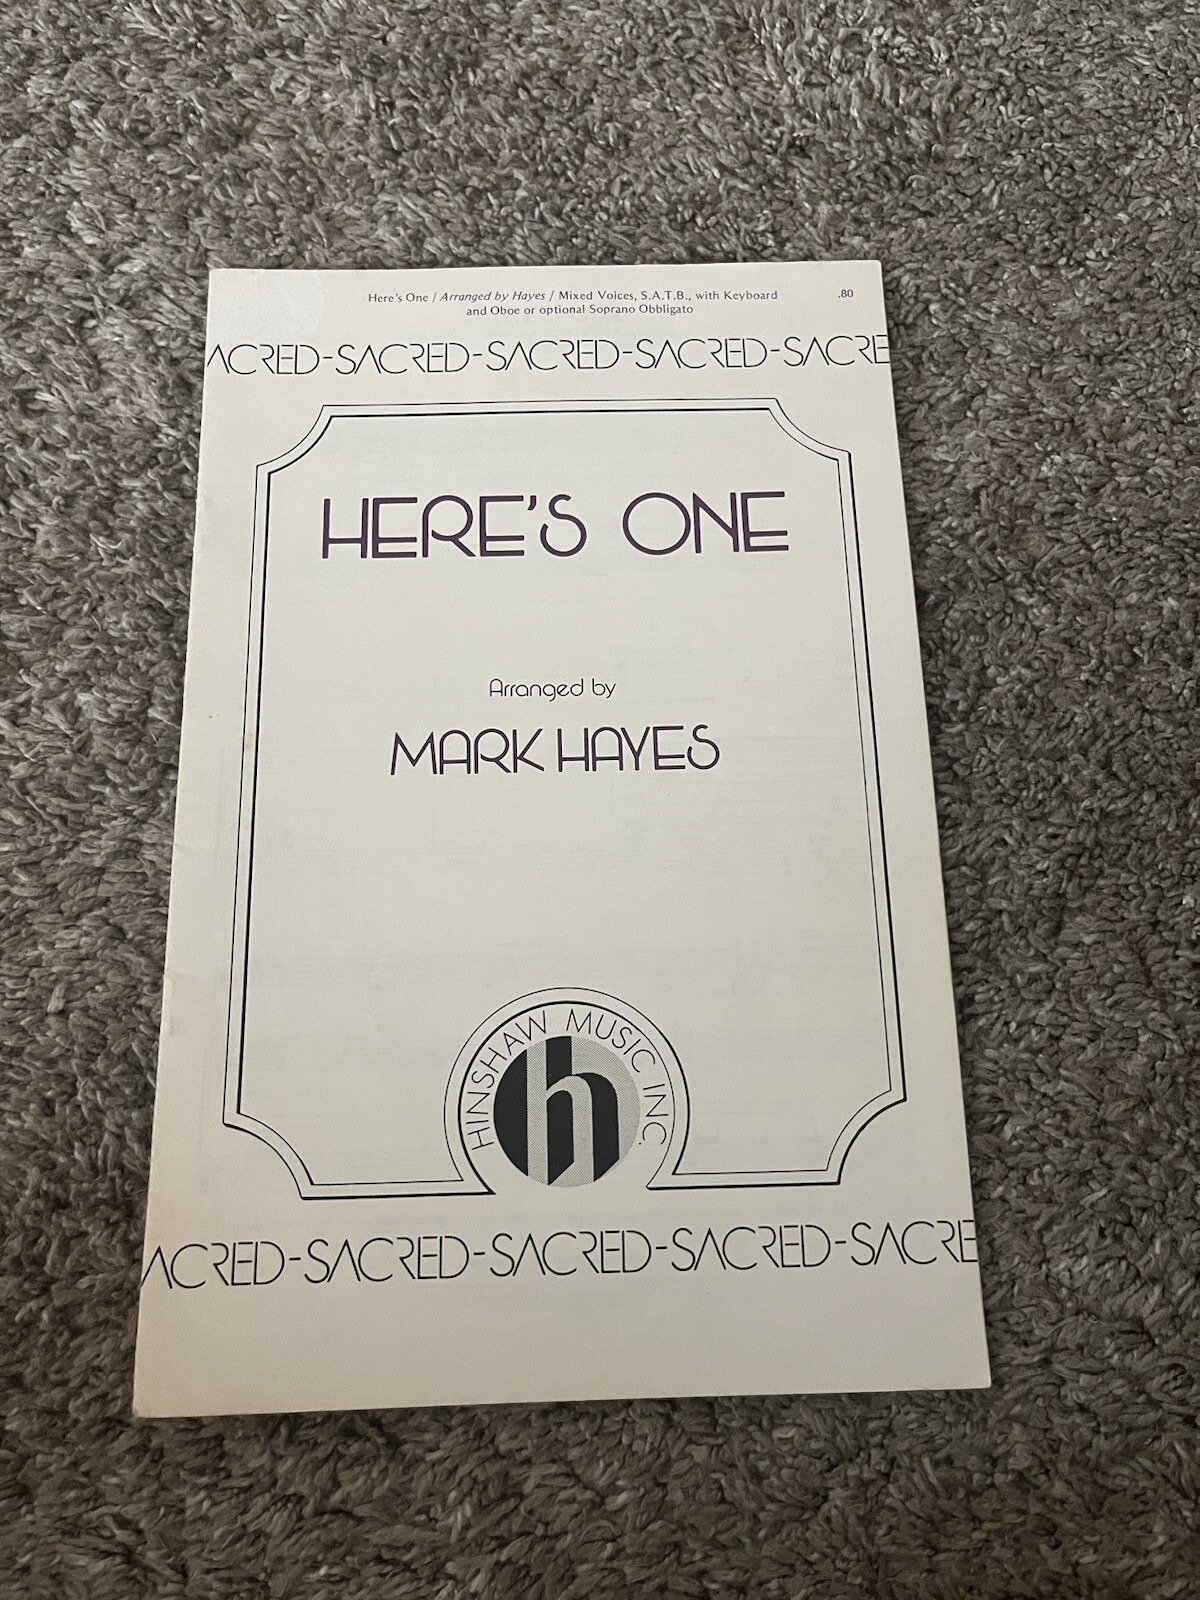 Here's One / Arranged by Hayes / Mixed Voices, S.A.T.B., with Keyboard .80
and Oboe or optional Soprano Obbligato
ACRED-SACRED-SACRED-SACRED-SACRE
HERE'S ONE
Arranged by
MARK HAYES
HINSHAW MUSIC INC.
h
ACRED-SACRED-SACRED-SACRED-SACRE